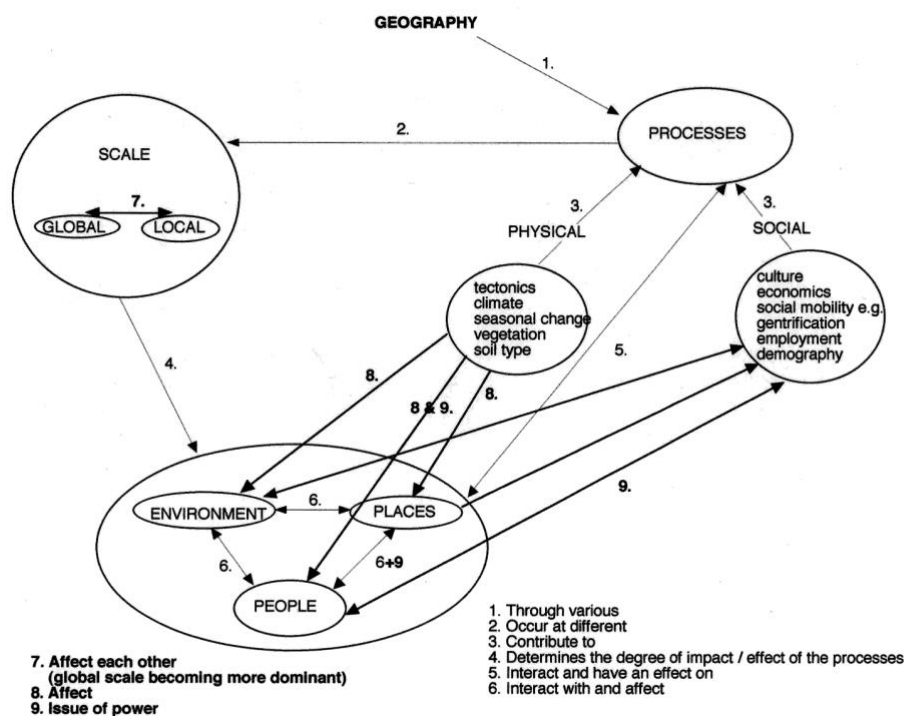 GEOGRAPHY
1.
PROCESSES
2.
SCALE
7.
GLOBAL
LOCAL
3.
PHYSICAL
3.
SOCIAL
tectonics
climate
seasonal change
vegetation
soil type
culture
economics
social mobility e.g.
gentrification
employment
demography
4.
5.
8.
8 & 9.
8.
9.
ENVIRONMENT
6.
PLACES
6.
6+9
PEOPLE
1. Through various
2. Occur at different
3. Contribute to
4. Determines the degree of impact / effect of the processes
5. Interact and have an effect on
6. Interact with and affect
7. Affect each other
(global scale becoming more dominant)
8. Affect
9. Issue of power